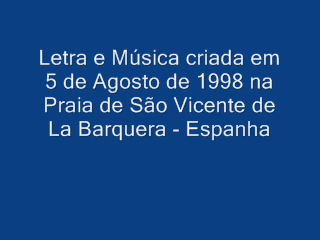 Letra e Música criada em
5 de Agosto de 1998 na
Praia de São Vicente de
La Barquera - Espanha